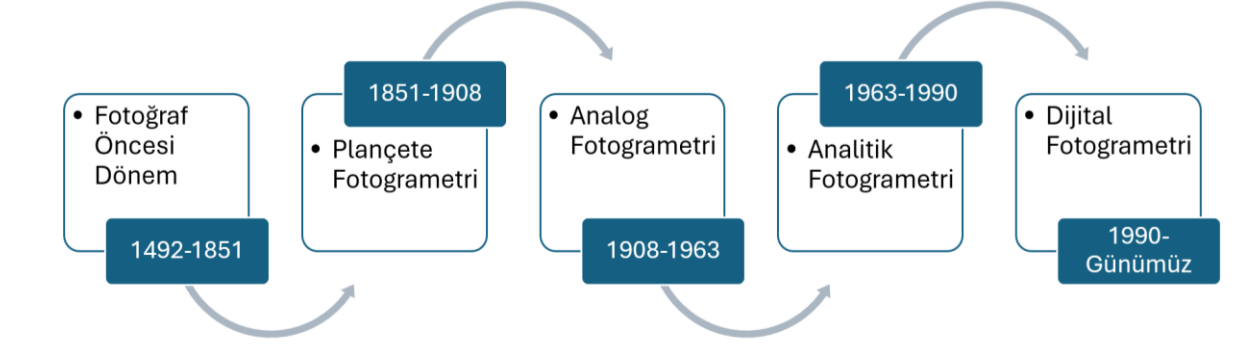 • Fotoğraf
Öncesi
Dönem
1492-1851
1851-1908
• Plançete
Fotogrametri
• Analog
Fotogrametri
1908-1963
1963-1990
• Analitik
Fotogrametri
• Dijital
Fotogrametri
1990-
Günümüz